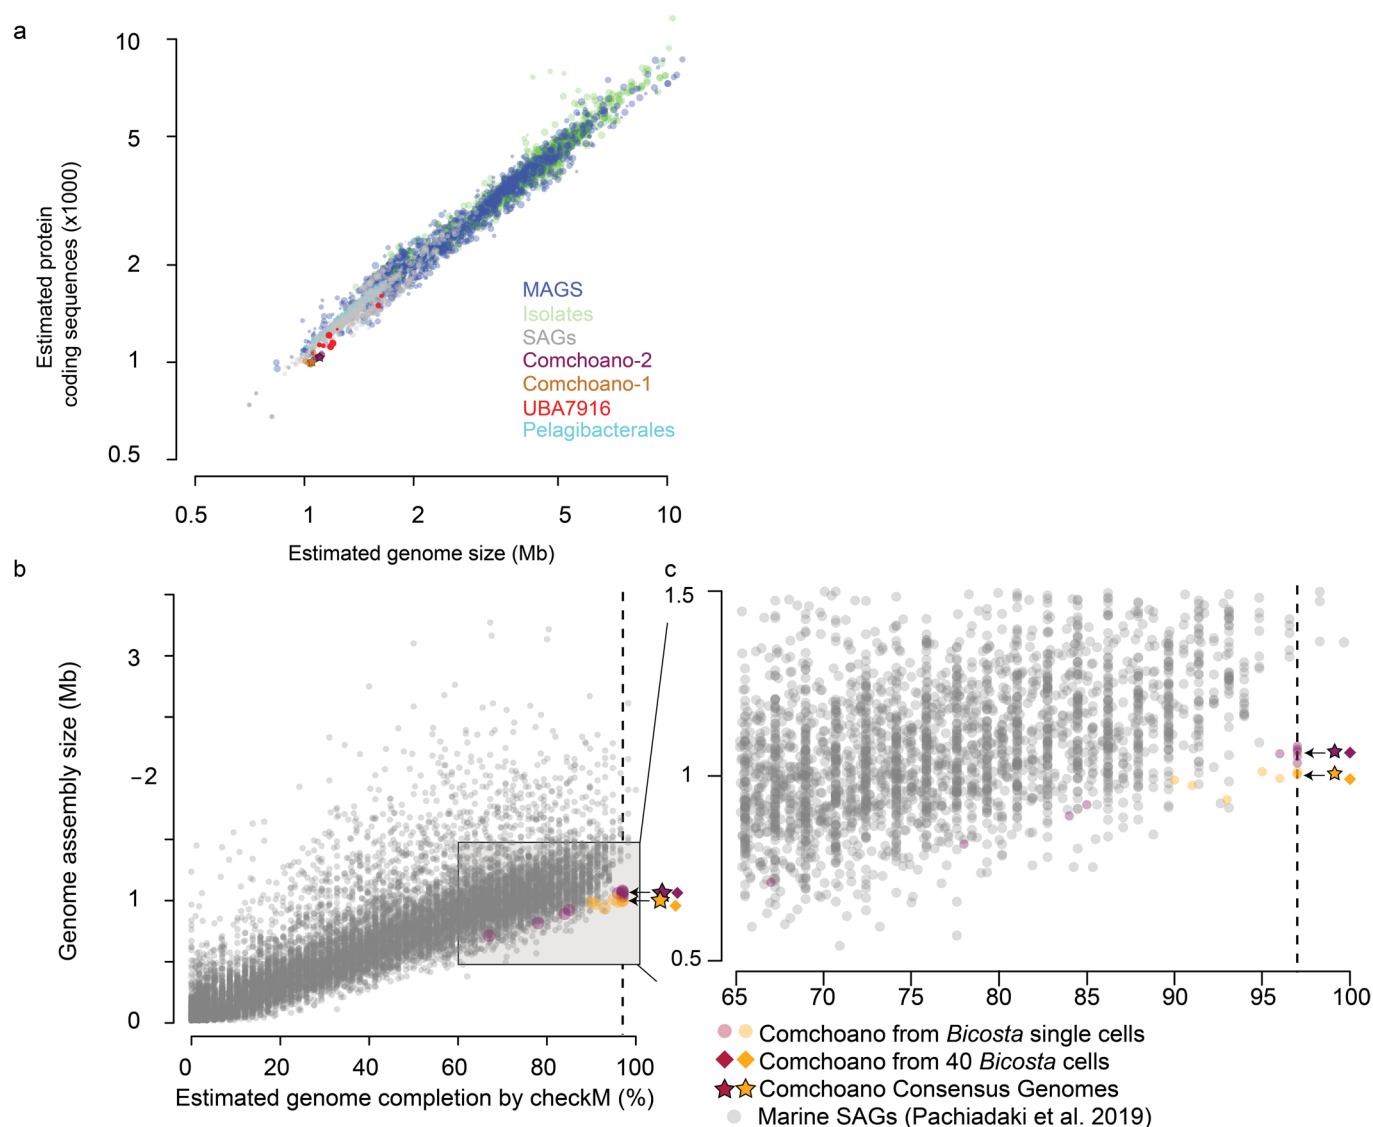 a
10
5
2
1
0.5
Estimated protein
coding sequences (x1000)
MAGS
Isolates
SAGs
Comchoano-2
Comchoano-1
UBA7916
Pelagibacterales
0.5 1 2 5 10
Estimated genome size (Mb)
b
3
–2
1
0
Genome assembly size (Mb)
0 20 40 60 80 100
Estimated genome completion by checkM (%)
c
1.5
1
0.5
65 70 75 80 85 90 95 100
Comchoano from Bicosta single cells
Comchoano from 40 Bicosta cells
Comchoano Consensus Genomes
Marine SAGs (Pachiadaki et al. 2019)